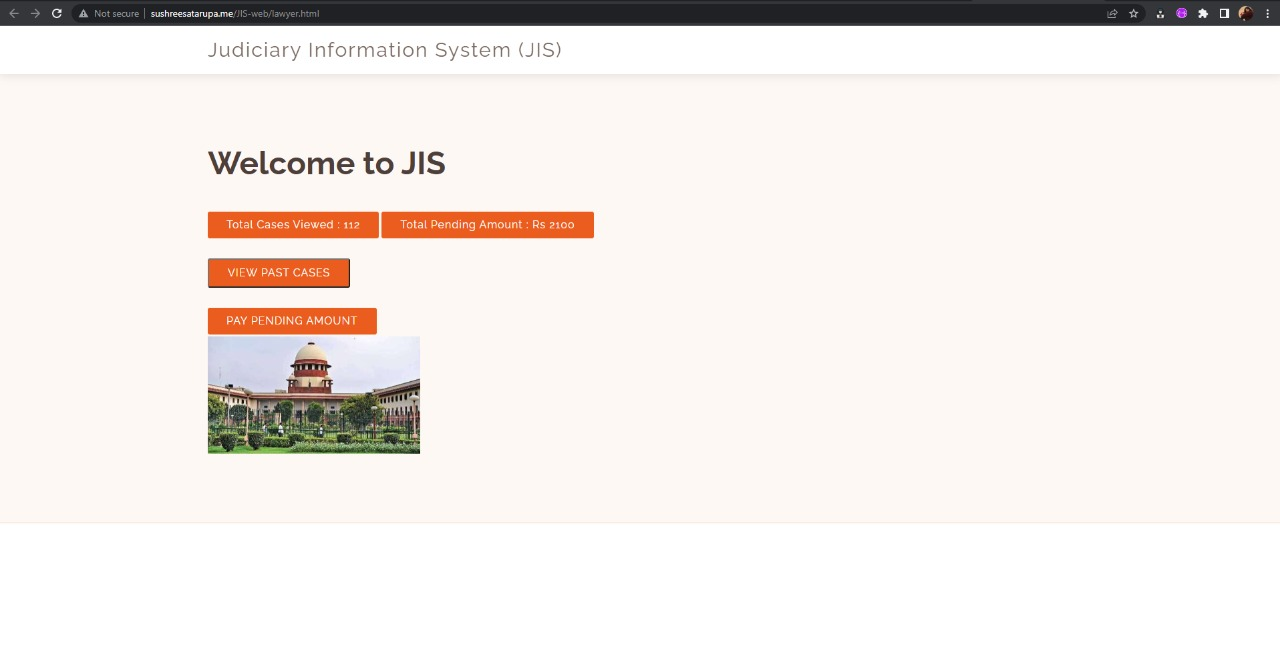 Not secure | sushreesatarupa.me/JIS-web/lawyer.html
Judiciary Information System (JIS)
Welcome to JIS
Total Cases Viewed : 112 Total Pending Amount : Rs 2100
VIEW PAST CASES
PAY PENDING AMOUNT